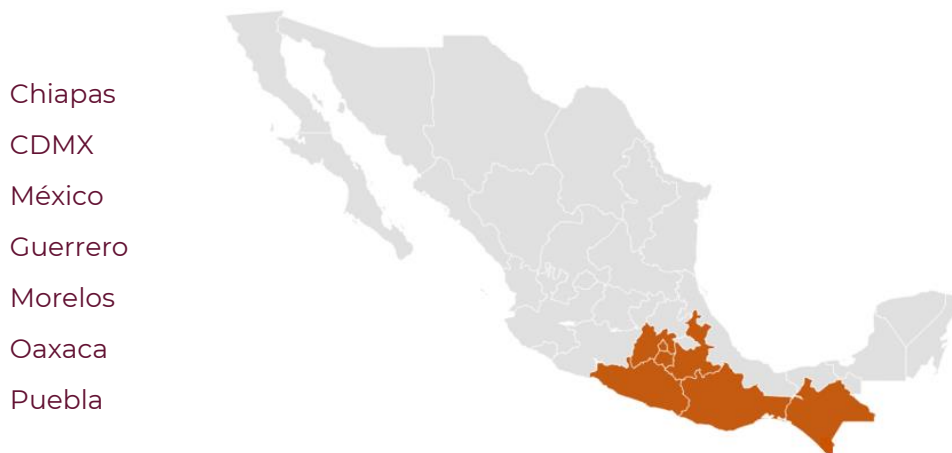 Chiapas
CDMX
México
Guerrero
Morelos
Oaxaca
Puebla